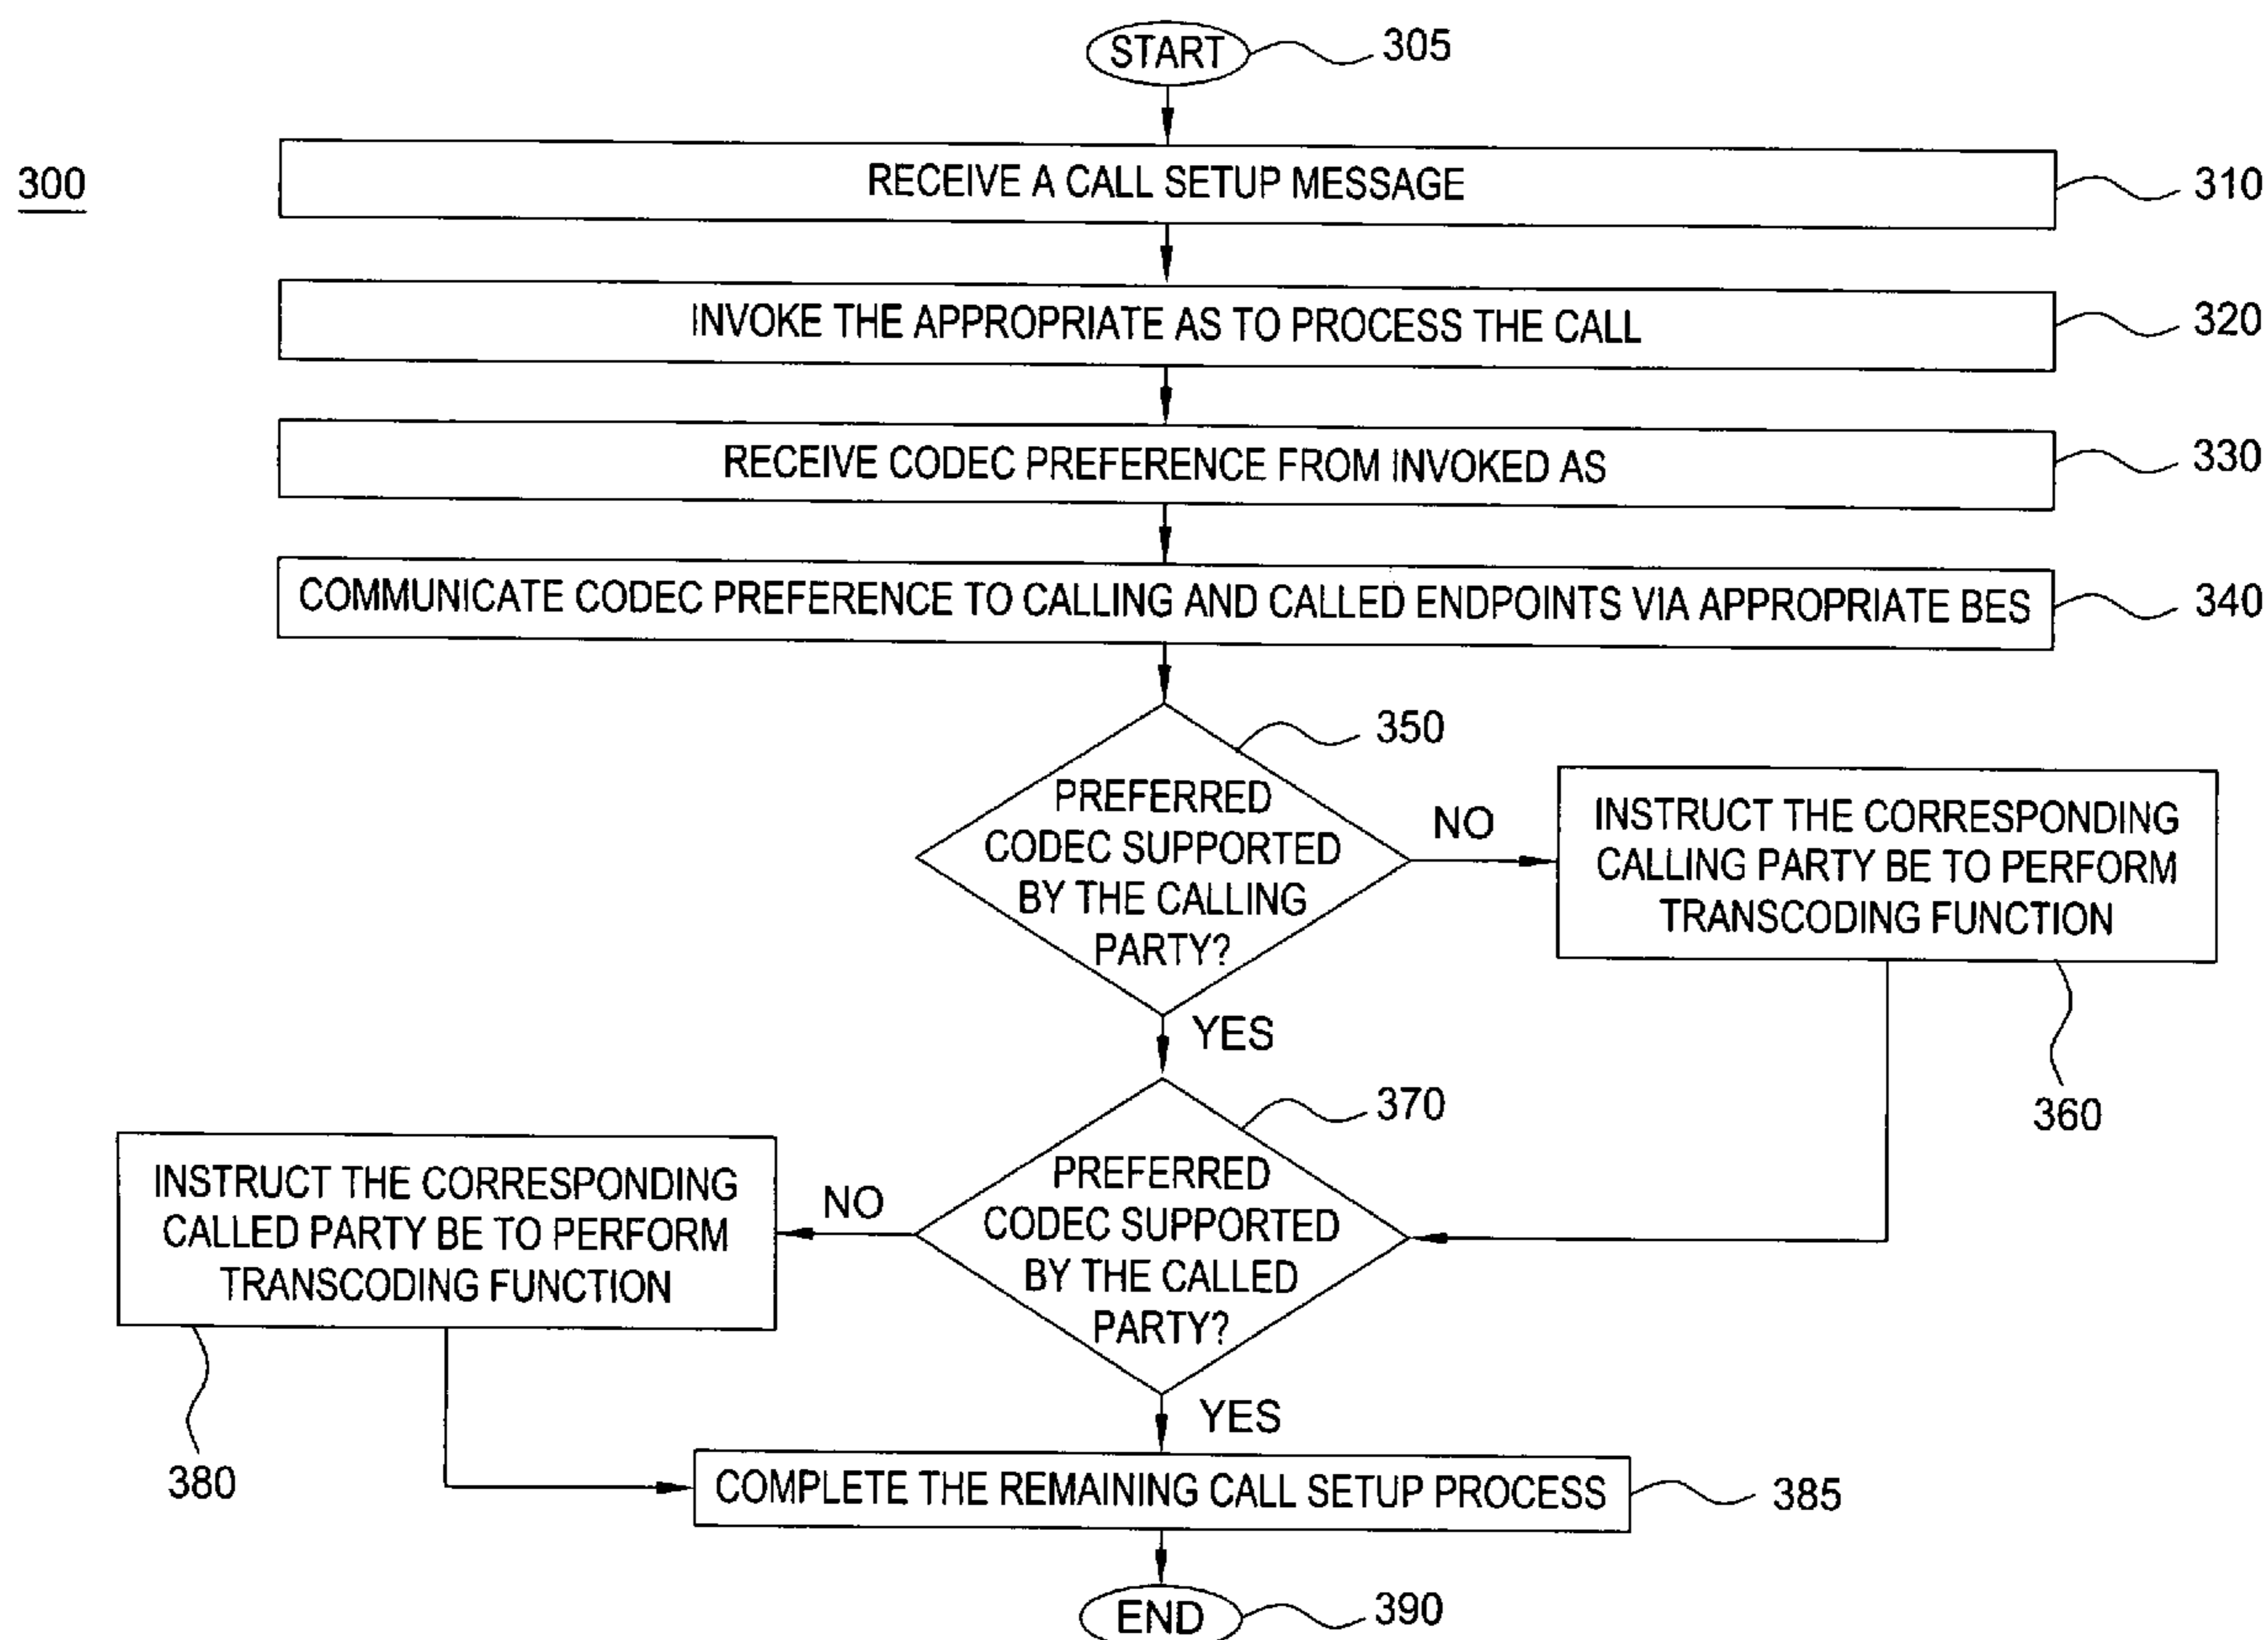 START
305
300
RECEIVE A CALL SETUP MESSAGE
310
INVOKE THE APPROPRIATE AS TO PROCESS THE CALL
320
RECEIVE CODEC PREFERENCE FROM INVOKED AS
330
COMMUNICATE CODEC PREFERENCE TO CALLING AND CALLED ENDPOINTS VIA APPROPRIATE BES
340
350
PREFERRED
CODEC SUPPORTED
BY THE CALLING
PARTY?
NO
INSTRUCT THE CORRESPONDING
CALLING PARTY BE TO PERFORM
TRANSCODING FUNCTION
360
YES
370
PREFERRED
CODEC SUPPORTED
BY THE CALLED
PARTY?
NO
INSTRUCT THE CORRESPONDING
CALLED PARTY BE TO PERFORM
TRANSCODING FUNCTION
380
YES
COMPLETE THE REMAINING CALL SETUP PROCESS
385
END
390